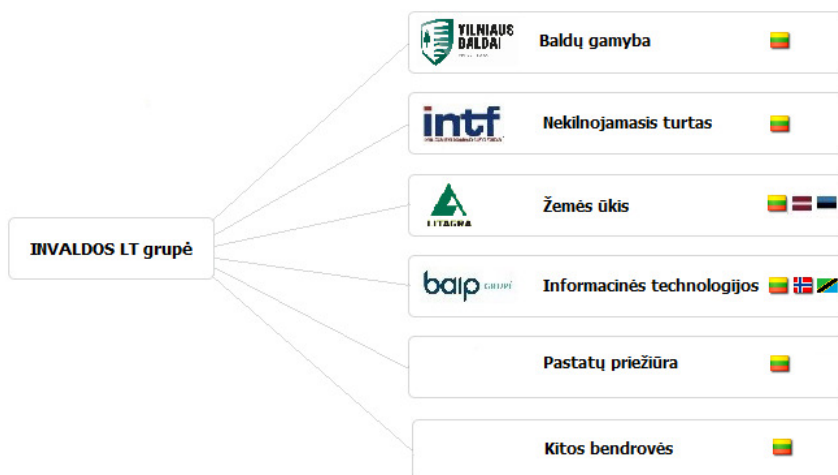 VILNIAUS
BALDAI
Baldų gamyba
intf
Nekilnojamasis turtas
LITAGRA
Žemės ūkis
INVALDOS LT grupė
baip GRUPĖ
Informacinės technologijos
Pastatų priežiūra
Kitos bendrovės